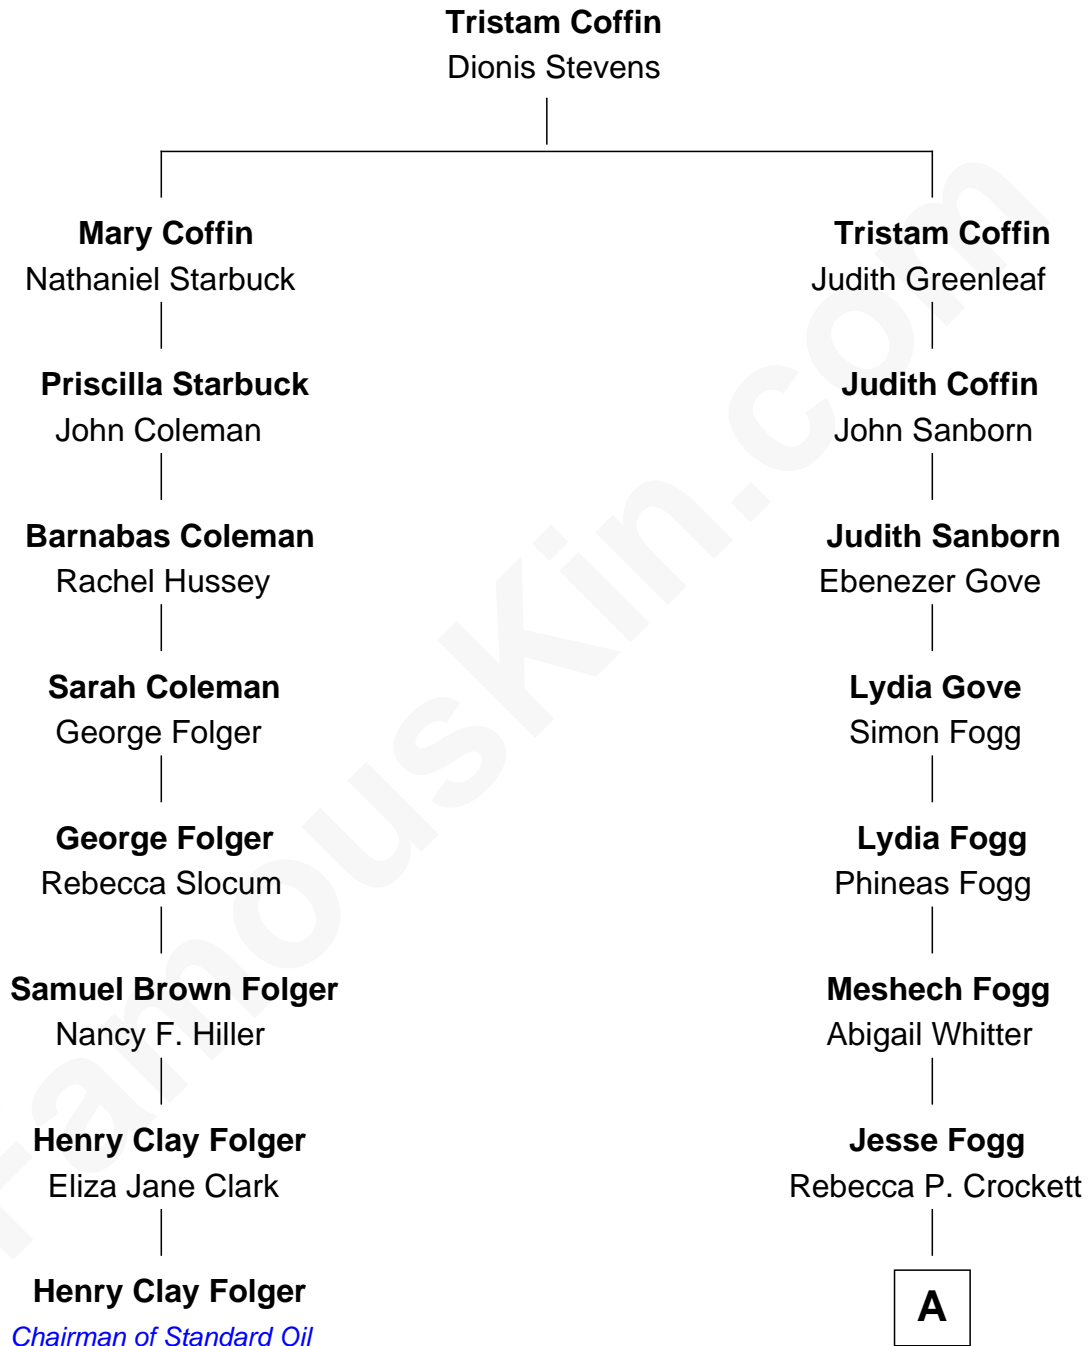 Tristam Coffin
Dionis Stevens
Mary Coffin
Nathaniel Starbuck
Tristam Coffin
Judith Greenleaf
Priscilla Starbuck
John Coleman
Judith Coffin
John Sanborn
Barnabas Coleman
Rachel Hussey
Judith Sanborn
Ebenezer Gove
Sarah Coleman
George Folger
Lydia Gove
Simon Fogg
George Folger
Rebecca Slocum
Lydia Fogg
Phineas Fogg
Samuel Brown Folger
Nancy F. Hiller
Meshech Fogg
Abigail Whitter
Henry Clay Folger
Eliza Jane Clark
Jesse Fogg
Rebecca P. Crockett
Henry Clay Folger
Chairman of Standard Oil
A
FamousKin.com